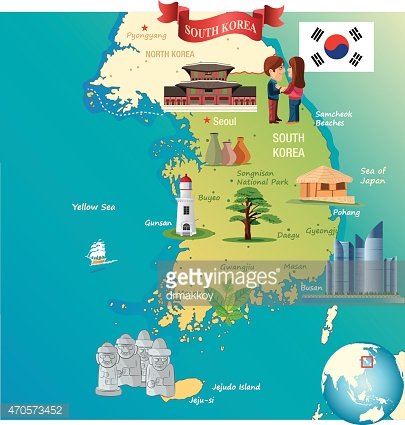 SOUTH KOREA
Pyongyang
NORTH KOREA
Samcheok
Beaches
Seoul
SOUTH
KOREA
Songnisan
National Park
Sea of
Japan
Buyeo
Yellow Sea
Pohang
Gunsan
Gyeongju
Daegu
Gwangju
Masan
gettyimages
drmakkoy
Busan
Jejudo Island
Jeju-si
470573452